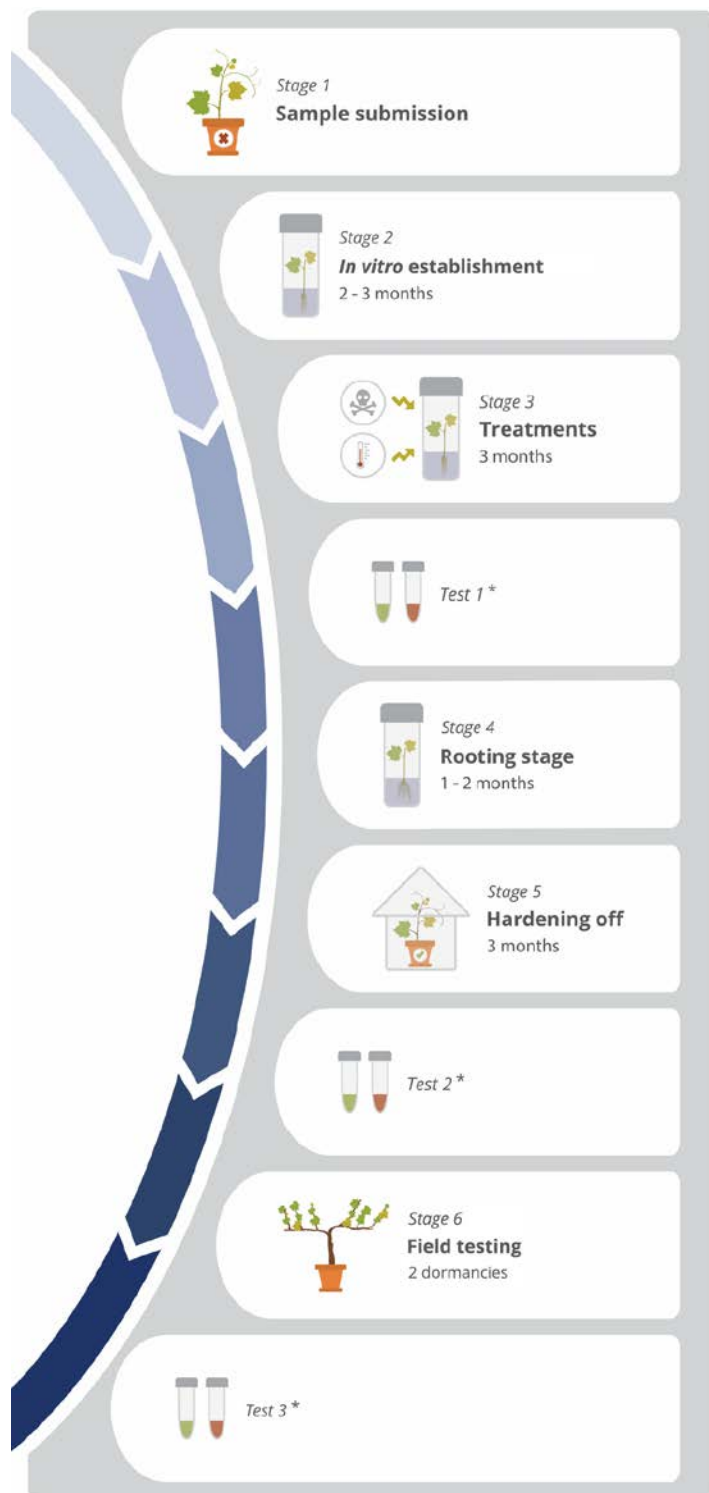 Stage 1
Sample submission
Stage 2
In vitro establishment
2 - 3 months
Stage 3
Treatments
3 months
Test 1 *
Stage 4
Rooting stage
1 - 2 months
Stage 5
Hardening off
3 months
Test 2 *
Stage 6
Field testing
2 dormancies
Test 3 *